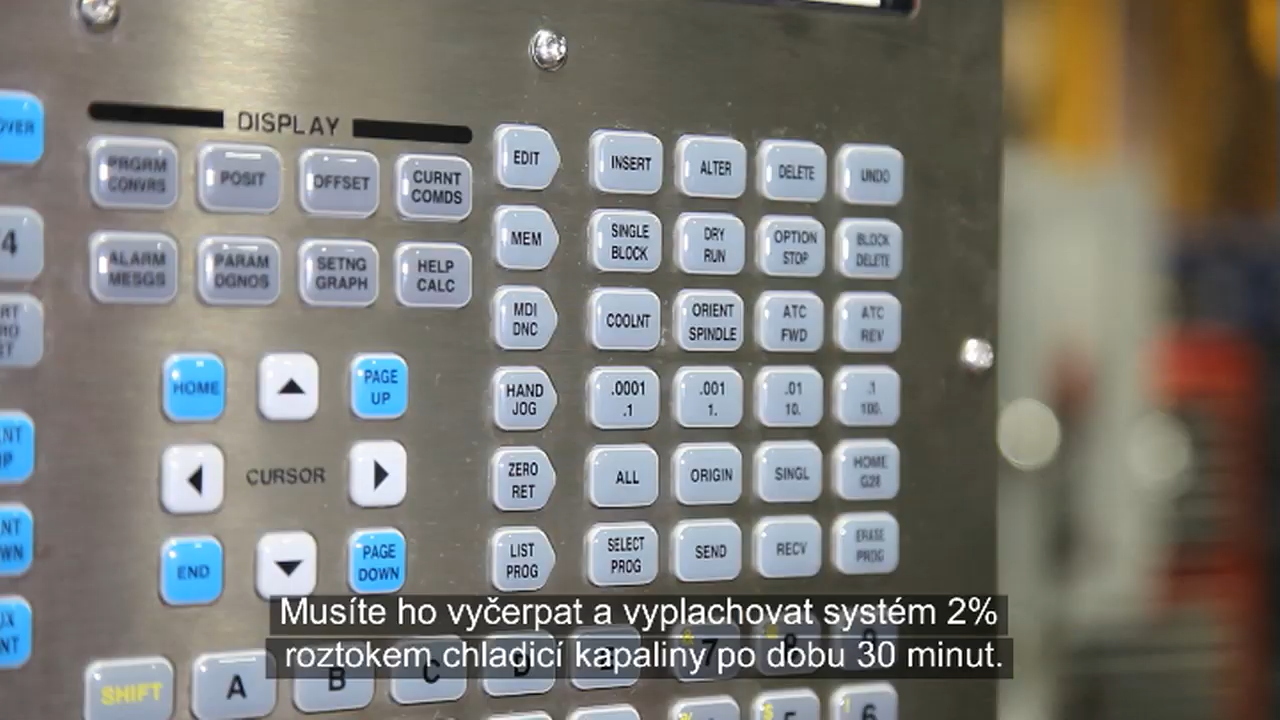 DISPLAY
PRGRM
CONVRS
POSIT
OFFSET
CURNT
COMDS
ALARM
MESGS
PARAM
DGNOS
SETNG
GRAPH
HELP
CALC
HOME
PAGE
UP
CURSOR
END
PAGE
DOWN
EDIT
INSERT
ALTER
DELETE
UNDO
MEM
SINGLE
BLOCK
DRY
RUN
OPTION
STOP
BLOCK
DELETE
MDI
DNC
COOLNT
ORIENT
SPINDLE
ATC
FWD
ATC
REV
HAND
JOG
.0001
.1
.001
1.
.01
10.
.1
100.
ZERO
RET
ALL
ORIGIN
SINGL
HOME
G28
LIST
PROG
SELECT
PROG
SEND
RECV
ERASE
PROG
SHIFT
A
B
C
D
E
7
8
9
6
Musíte ho vyčerpat a vyplachovat systém 2%
roztokem chladicí kapaliny po dobu 30 minut.